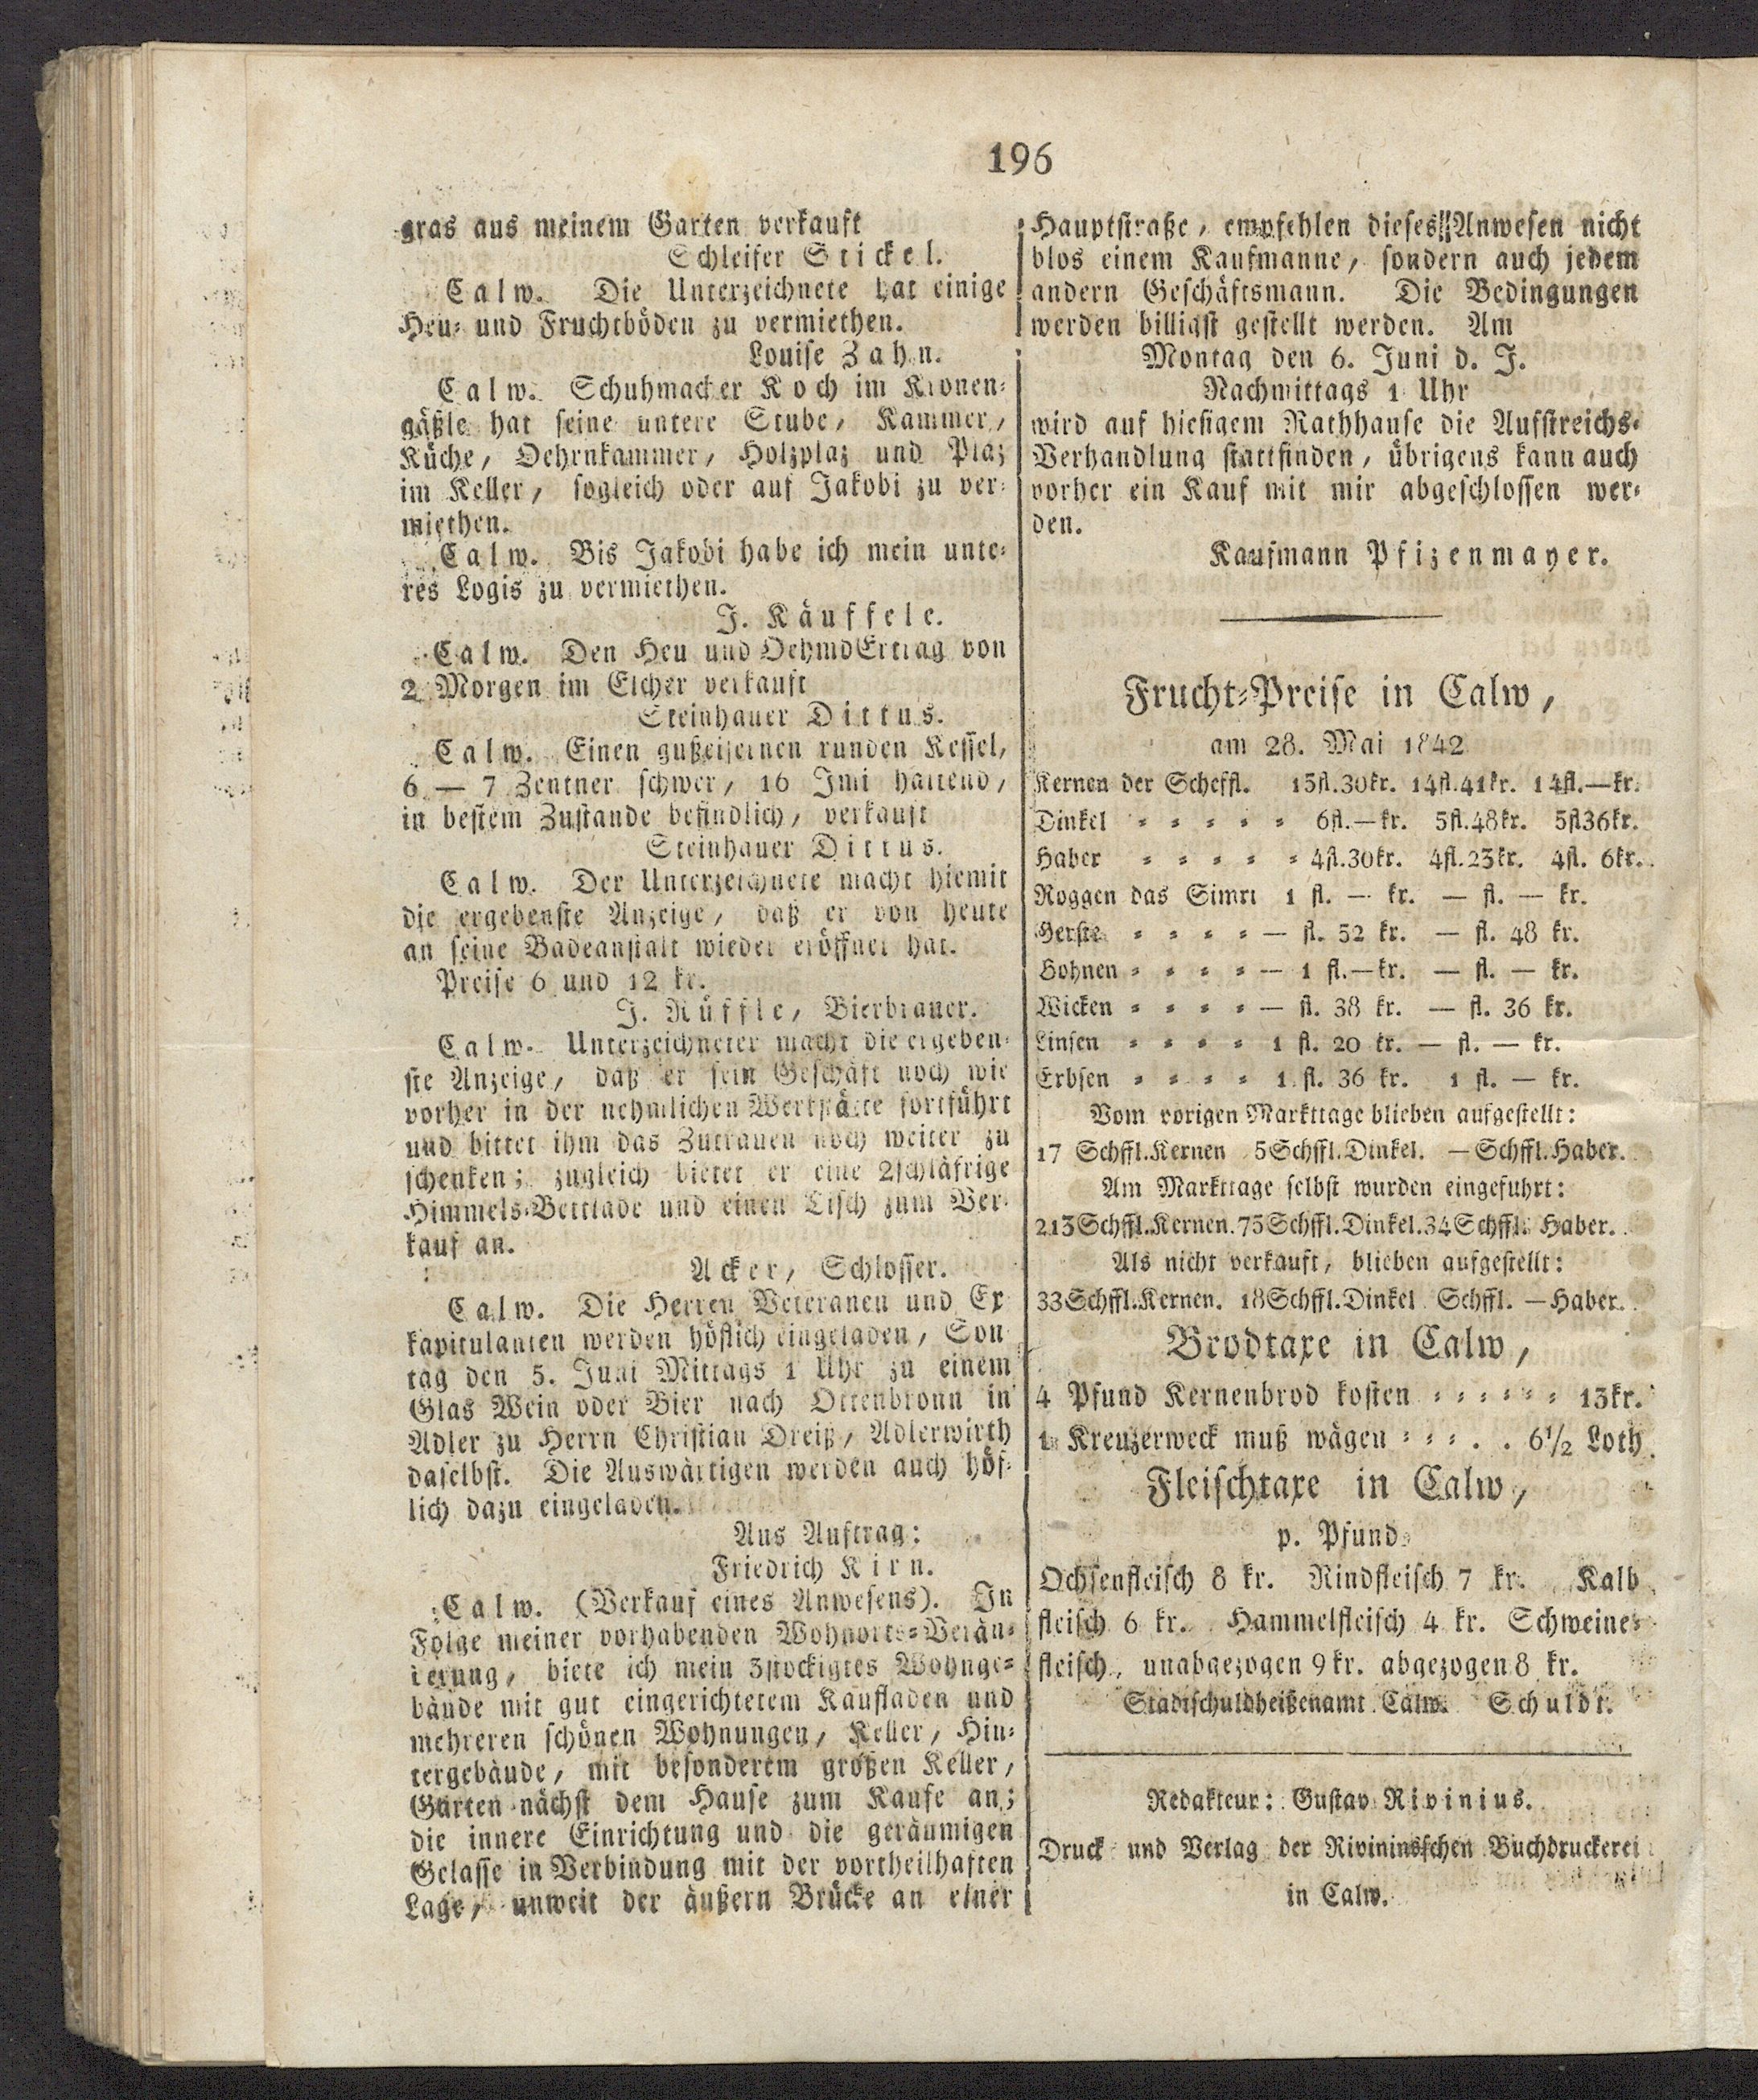 196
gras aus meinem Garten verkauft
Schleifer Stickel.
Calw. Die Unterzeichnete hat einige
Heu- und Fruchtböden zu vermiethen.
Louise Zahn.
Calw. Schuhmacher Koch im Kronen-
gäßle hat seine untere Stube, Kammer,
Küche, Oehrnkammer, Holzplaz und Plaz
im Keller, sogleich oder auf Jakobi zu ver-
miethen.
Calw. Bis Jakobi habe ich mein unte-
res Logis zu vermiethen.
J. Käuffele.
Calw. Den Heu und OehmdErtrag von
2 Morgen im Eicher verkauft
Steinhauer Dittus.
Calw. Einen gußeisernen runden Kessel,
6 — 7 Zentner schwer, 16 Jmi haltend,
in bestem Zustande befindlich, verkauft
Steinhauer Dittus.
Calw. Der Unterzeichnete macht hiemit
die ergebenste Anzeige, daß er von heute
an seine Badeanstalt wieder eröffnet hat.
Preise 6 und 12 kr.
J. Rüffle, Bierbrauer.
Calw. Unterzeichneter macht die ergeben-
ste Anzeige, daß er sein Geschäft noch wie
vorher in der nehmlichen Werkstätte fortführt
und bittet ihm das Zutrauen noch weiter zu
schenken; zugleich bietet er eine 2schläfrige
Himmels-Bettlade und einen Tisch zum Ver-
kauf an.
Acker, Schlosser.
Calw. Die Herren Veteranen und Ex
kapitulanten werden höflich eingeladen, Son
tag den 5. Juni Mittags 1 Uhr zu einem
Glas Wein oder Bier nach Ottenbronn in
Adler zu Herrn Christian Dreiß, Adlerwirth
daselbst. Die Auswärtigen werden auch höf-
lich dazu eingeladen.
Aus Auftrag:
Friedrich Kirn.
Calw. (Verkauf eines Anwesens). In
Folge meiner vorhabenden Wohnorts-Verän-
derung, biete ich mein 3stockigtes Wohnge-
bäude mit gut eingerichtetem Kaufladen und
mehreren schönen Wohnungen, Keller, Hin-
tergebäude, mit besonderem großen Keller,
Garten nächst dem Hause zum Kaufe an;
die innere Einrichtung und die geräumigen
Gelasse in Verbindung mit der vortheilhaften
Lage, unweit der äußern Brücke an einer
Hauptstraße, empfehlen dieses Anwesen nicht
blos einem Kaufmanne, sondern auch jedem
andern Geschäftsmann. Die Bedingungen
werden billigst gestellt werden. Am
Montag den 6. Juni d. J.
Nachmittags 1 Uhr
wird auf hiesigem Rathhause die Aufstreichs-
Verhandlung stattfinden, übrigens kann auch
vorher ein Kauf mit mir abgeschlossen wer-
den.
Kaufmann Pfizenmayer.
Frucht-Preise in Calw,
am 28. Mai 1842
Kernen der Scheffl. 15fl.30kr. 14fl.41kr. 14fl.—kr.
Dinkel = = = = = 6fl.—kr. 5fl.48kr. 5fl36kr.
Haber = = = = = 4fl.30kr. 4fl.23kr. 4fl. 6kr.
Roggen das Simri 1 fl. — kr. — fl. — kr.
Gerste = = = = — fl. 52 kr. — fl. 48 kr.
Bohnen = = = = — 1 fl.—kr. — fl. — kr.
Wicken = = = = — fl. 38 kr. — fl. 36 kr.
Linsen = = = = 1 fl. 20 kr. — fl. — kr.
Erbsen = = = = 1 fl. 36 kr. 1 fl. — kr.
Vom vorigen Markttage blieben aufgestellt:
17 Schffl.Kernen 5Schffl.Dinkel. —Schffl.Haber.
Am Markttage selbst wurden eingeführt:
213Schffl.Kernen.75Schffl.Dinkel.34Schffl. Haber.
Als nicht verkauft, blieben aufgestellt:
33Schffl.Kernen. 18Schffl.Dinkel Schffl. —Haber.
Brodtaxe in Calw,
4 Pfund Kernenbrod kosten = = = = = = 13kr.
1 Kreuzerweck muß wägen = = = . . 6 1/2 Loth
Fleischtaxe in Calw,
p. Pfund
Ochsenfleisch 8 kr. Rindfleisch 7 kr. Kalb
fleisch 6 kr. Hammelfleisch 4 kr. Schweine-
fleisch, unabgezogen 9kr. abgezogen 8 kr.
Stadtschuldheißenamt Calw. Schuldt.
Redakteur: Gustav Rivinius.
Druck und Verlag der Rivininsschen Buchdruckerei
in Calw.